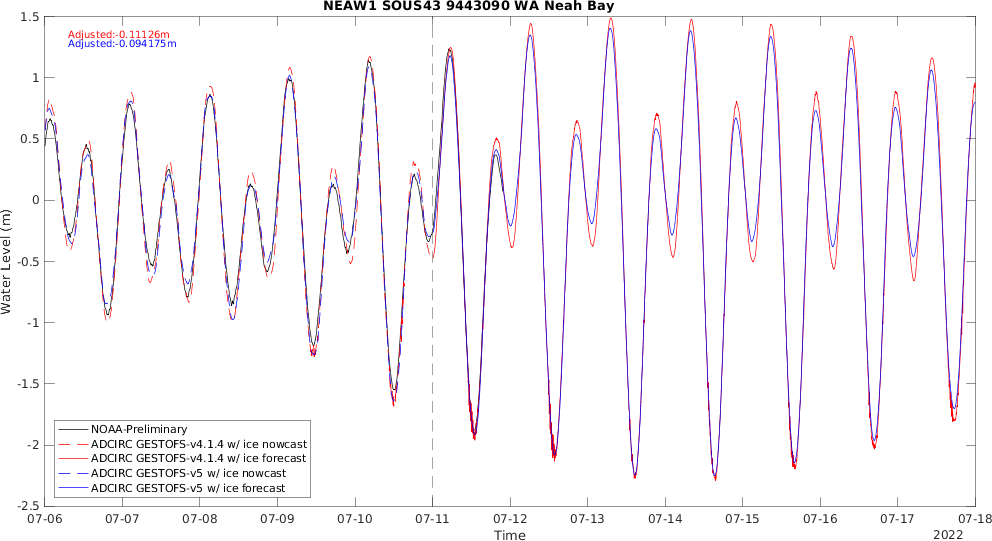 NEAW1 SOUS43 9443090 WA Neah Bay
Adjusted:-0.11126m
Adjusted:-0.094175m
1.5
1
0.5
0
-0.5
-1
-1.5
-2
-2.5
Water Level (m)
NOAA-Preliminary
ADCIRC GESTOFS-v4.1.4 w/ ice nowcast
ADCIRC GESTOFS-v4.1.4 w/ ice forecast
ADCIRC GESTOFS-v5 w/ ice nowcast
ADCIRC GESTOFS-v5 w/ ice forecast
07-06 07-07 07-08 07-09 07-10 07-11 07-12 07-13 07-14 07-15 07-16 07-17 07-18
Time
2022